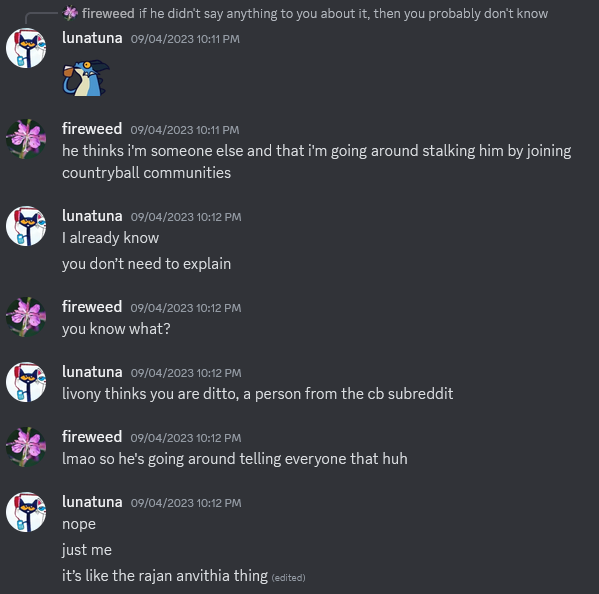 fireweed if he didn't say anything to you about it, then you probably don't know
lunatuna 09/04/2023 10:11 PM
fireweed 09/04/2023 10:11 PM
he thinks i'm someone else and that i'm going around stalking him by joining
countryball communities
lunatuna 09/04/2023 10:12 PM
I already know
you don't need to explain
fireweed 09/04/2023 10:12 PM
you know what?
lunatuna 09/04/2023 10:12 PM
livony thinks you are ditto, a person from the cb subreddit
fireweed 09/04/2023 10:12 PM
lmao so he's going around telling everyone that huh
lunatuna 09/04/2023 10:12 PM
nope
just me
it's like the rajan anvithia thing (edited)